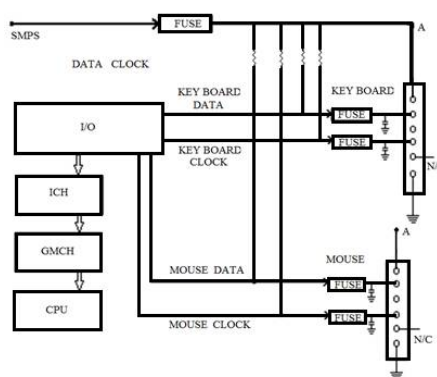 FUSE
A
SMPS
DATA CLOCK
KEY BOARD
DATA
KEY BOARD
FUSE
I/O
FUSE
KEY BOARD
CLOCK
N/
ICH
A
GMCH
MOUSE
MOUSE DATA
FUSE
CPU
FUSE
MOUSE CLOCK
N/C